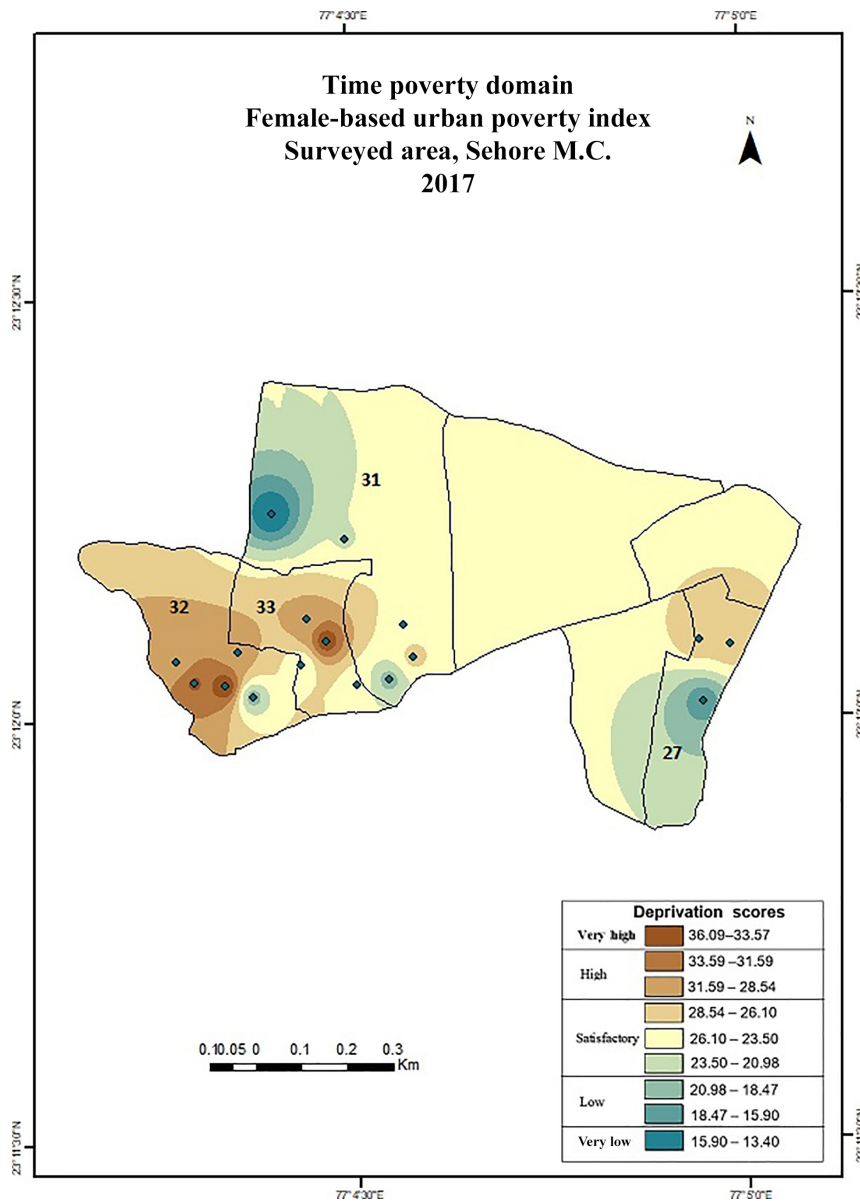 77°4'30"E 77°5'0"E
Time poverty domain
Female-based urban poverty index
Surveyed area, Sehore M.C.
2017
N
23°12'30"N
31
32
33
23°12'0"N
27
Deprivation scores
Very high 36.09–33.57
High
33.59–31.59
31.59–28.54
Satisfactory
28.54–26.10
26.10–23.50
23.50–20.98
Low
20.98–18.47
18.47–15.90
Very low 15.90–13.40
0.10.05 0 0.1 0.2 0.3
Km
23°11'30"N
77°4'30"E 77°5'0"E